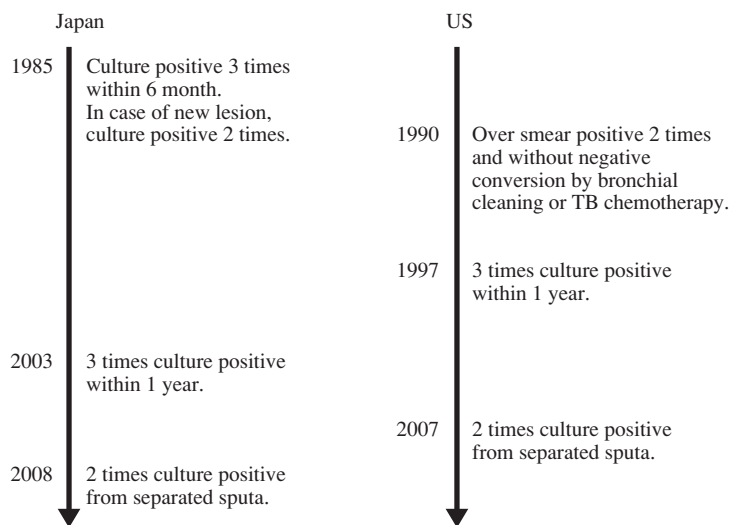 Japan
1985
Culture positive 3 times
within 6 month.
In case of new lesion,
culture positive 2 times.
2003
3 times culture positive
within 1 year.
2008
2 times culture positive
from separated sputa.
US
1990
Over smear positive 2 times
and without negative
conversion by bronchial
cleaning or TB chemotherapy.
1997
3 times culture positive
within 1 year.
2007
2 times culture positive
from separated sputa.